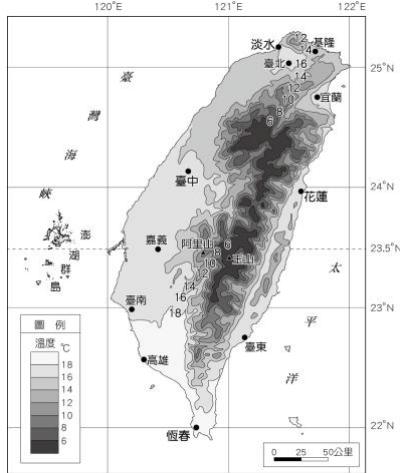 120°E
121°E
122°E
12
淡水
14
基隆
臺北
16
25°N
14
12
10
宜蘭
8
6
臺
灣
海
峽
臺中
24°N
花蓮
澎
湖
群
島
嘉義
阿里山
6
8
玉山
23.5°N
10
12
太
14
16
臺南
18
23°N
平
臺東
洋
高雄
圖 例
溫度 ℃
18
16
14
12
10
8
6
恆春
22°N
0 25 50公里